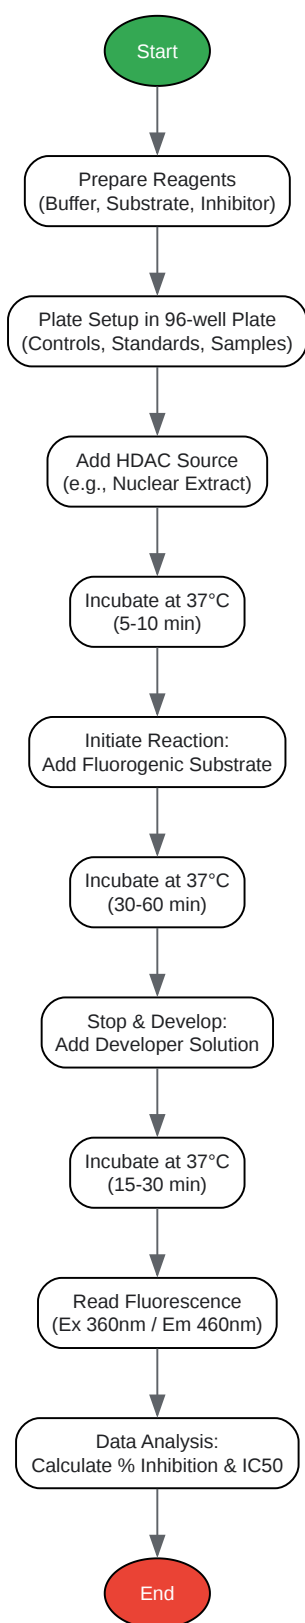 Start
Prepare Reagents
(Buffer, Substrate, Inhibitor)
Plate Setup in 96-well Plate
(Controls, Standards, Samples)
Add HDAC Source
(e.g., Nuclear Extract)
Incubate at 37°C
(5-10 min)
Initiate Reaction:
Add Fluorogenic Substrate
Incubate at 37°C
(30-60 min)
Stop & Develop:
Add Developer Solution
Incubate at 37°C
(15-30 min)
Read Fluorescence
(Ex 360nm / Em 460nm)
Data Analysis:
Calculate % Inhibition & IC50
End